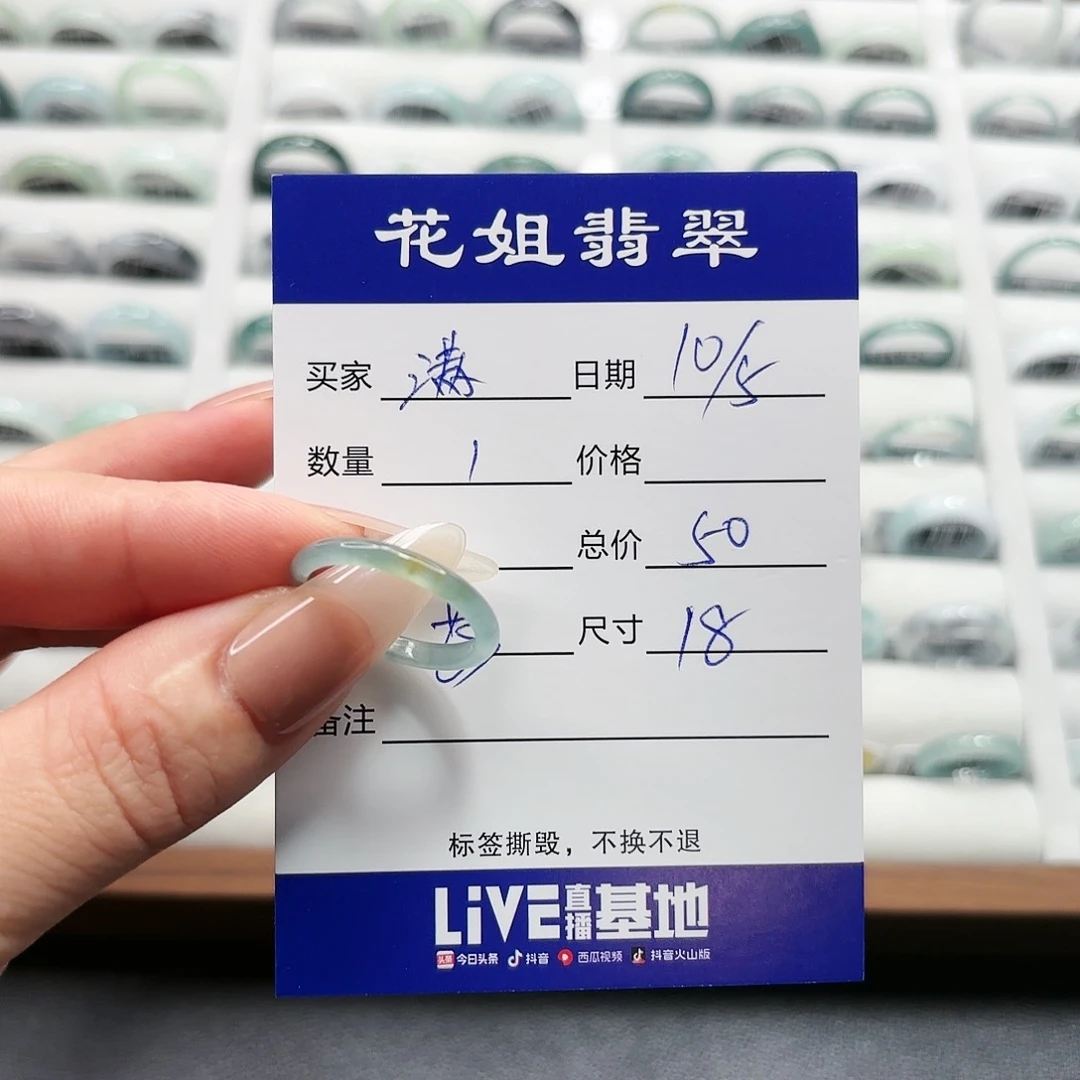 花姐翡翠
买家 满 日期 10/5
数量 1 价格
总价 50
尺寸 18
备注
标签撕毁，不换不退
LiVE直播基地
头条 今日头条 抖音 西瓜视频 抖音火山版